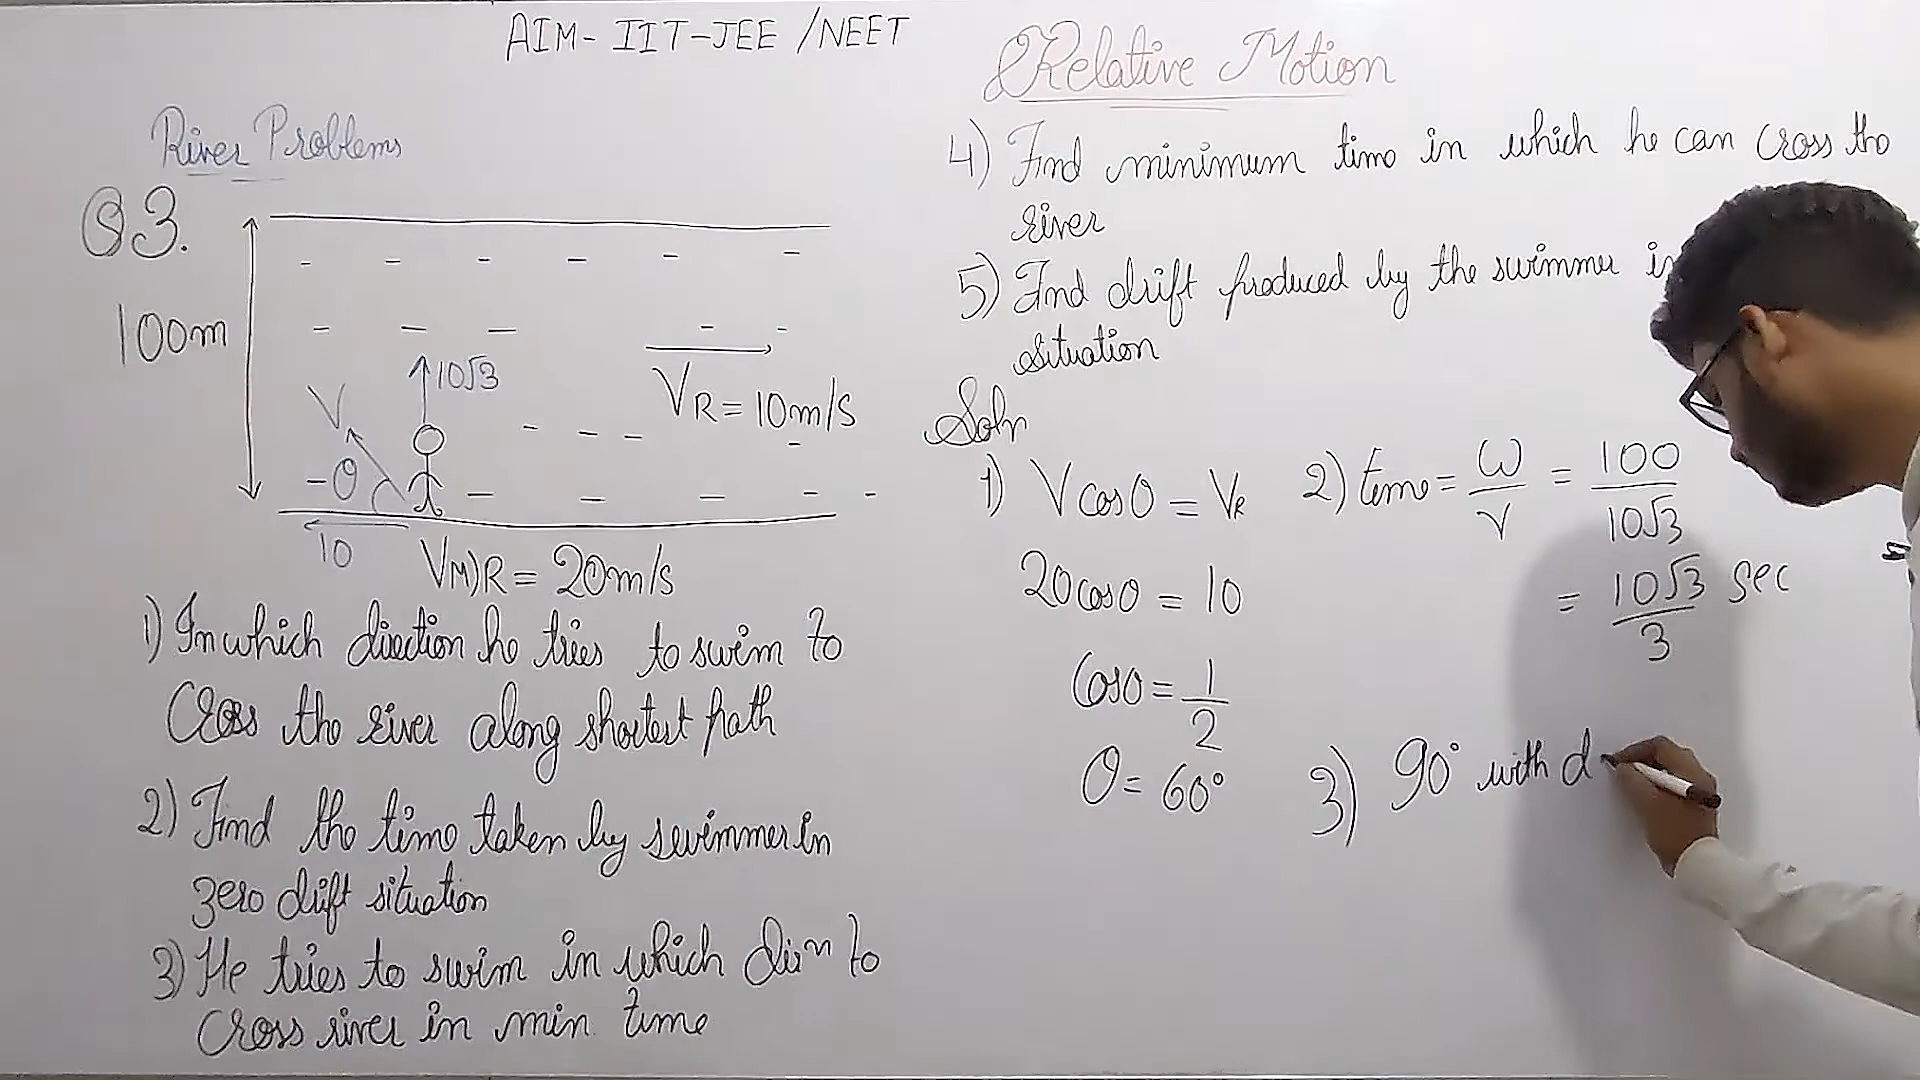 AIM- IIT-JEE /NEET
Relative Motion
River Problems
Q3.
100m
10√3
V
θ
10
VR = 10m/s
VM)R = 20m/s
1) In which direction he tries to swim to
Cross the river along shortest path
2) Find the time taken by swimmer in
zero drift situation
3) He tries to swim in which dirⁿ to
cross river in min. time
4) Find minimum time in which he can cross the
river
5) Find drift produced by the swimmer in
situation
Solⁿ
1) V cosθ = VR
20 cosθ = 10
Cosθ = 1/2
θ = 60°
2) time = ω/v = 100/10√3
= 10√3/3 sec
3) 90° with d